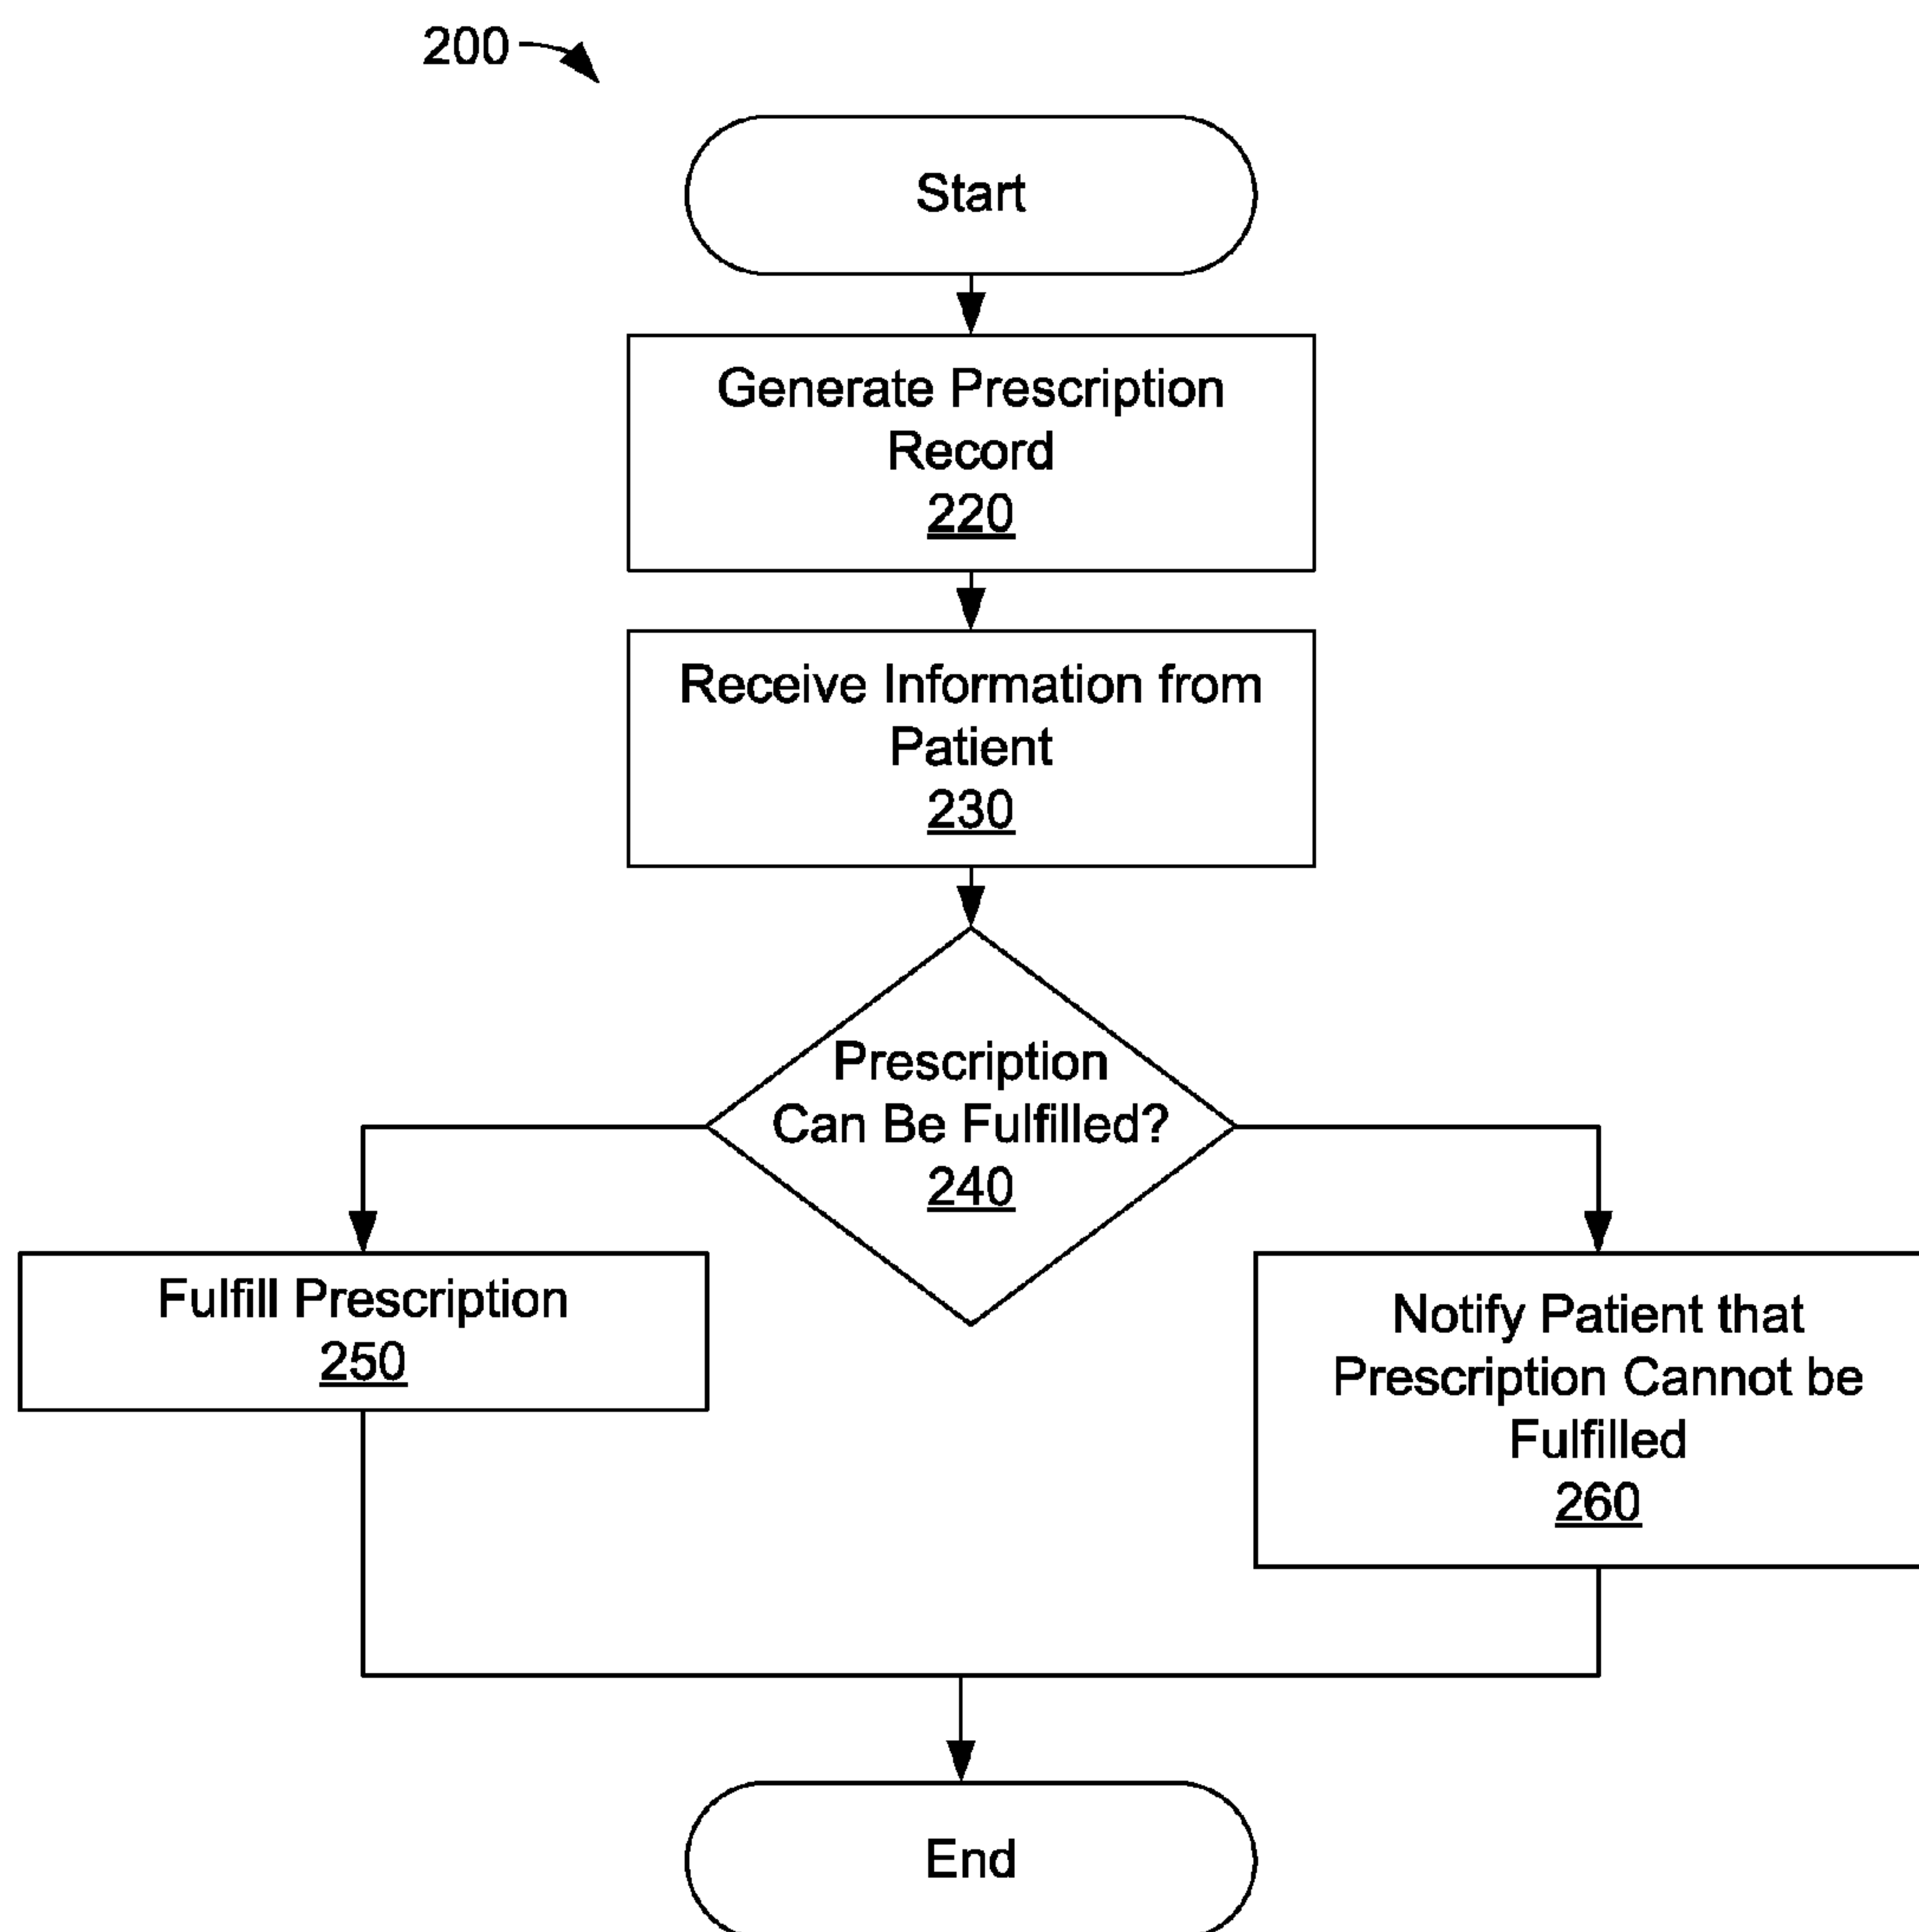 200
Start
Generate Prescription
Record
220
Receive Information from
Patient
230
Prescription
Can Be Fulfilled?
240
Fulfill Prescription
250
Notify Patient that
Prescription Cannot be
Fulfilled
260
End